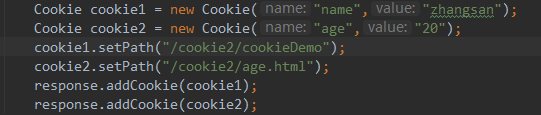 Cookie cookie1 = new Cookie( name: "name", value: "zhangsan");
Cookie cookie2 = new Cookie( name: "age", value: "20");
cookie1.setPath("/cookie2/cookieDemo");
cookie2.setPath("/cookie2/age.html");
response.addCookie(cookie1);
response.addCookie(cookie2);